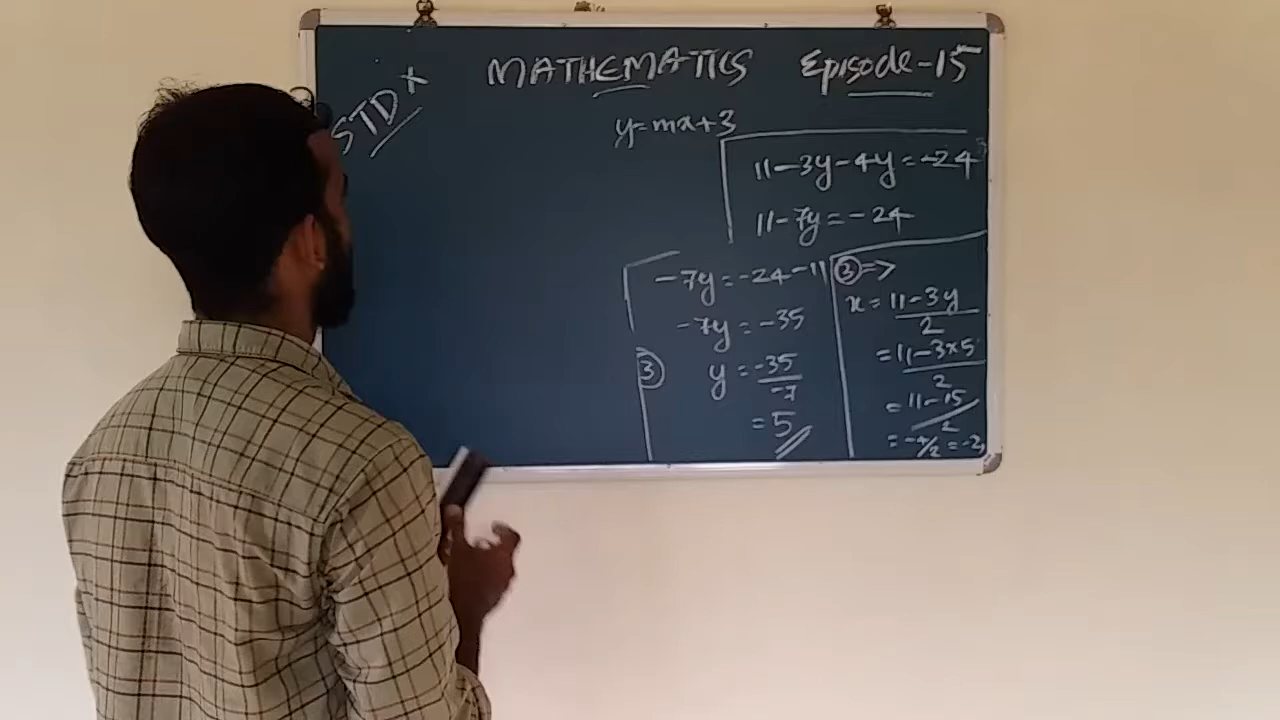 MATHEMATICS Episode-15
STD X
y=mx+3
11-3y-4y=-24
11-7y=-24
-7y=-24-11
-7y=-35
③ y=-35/-7
=5
③=>
x=11-3y/2
=11-3×5/2
=11-15/2
=-4/2=-2